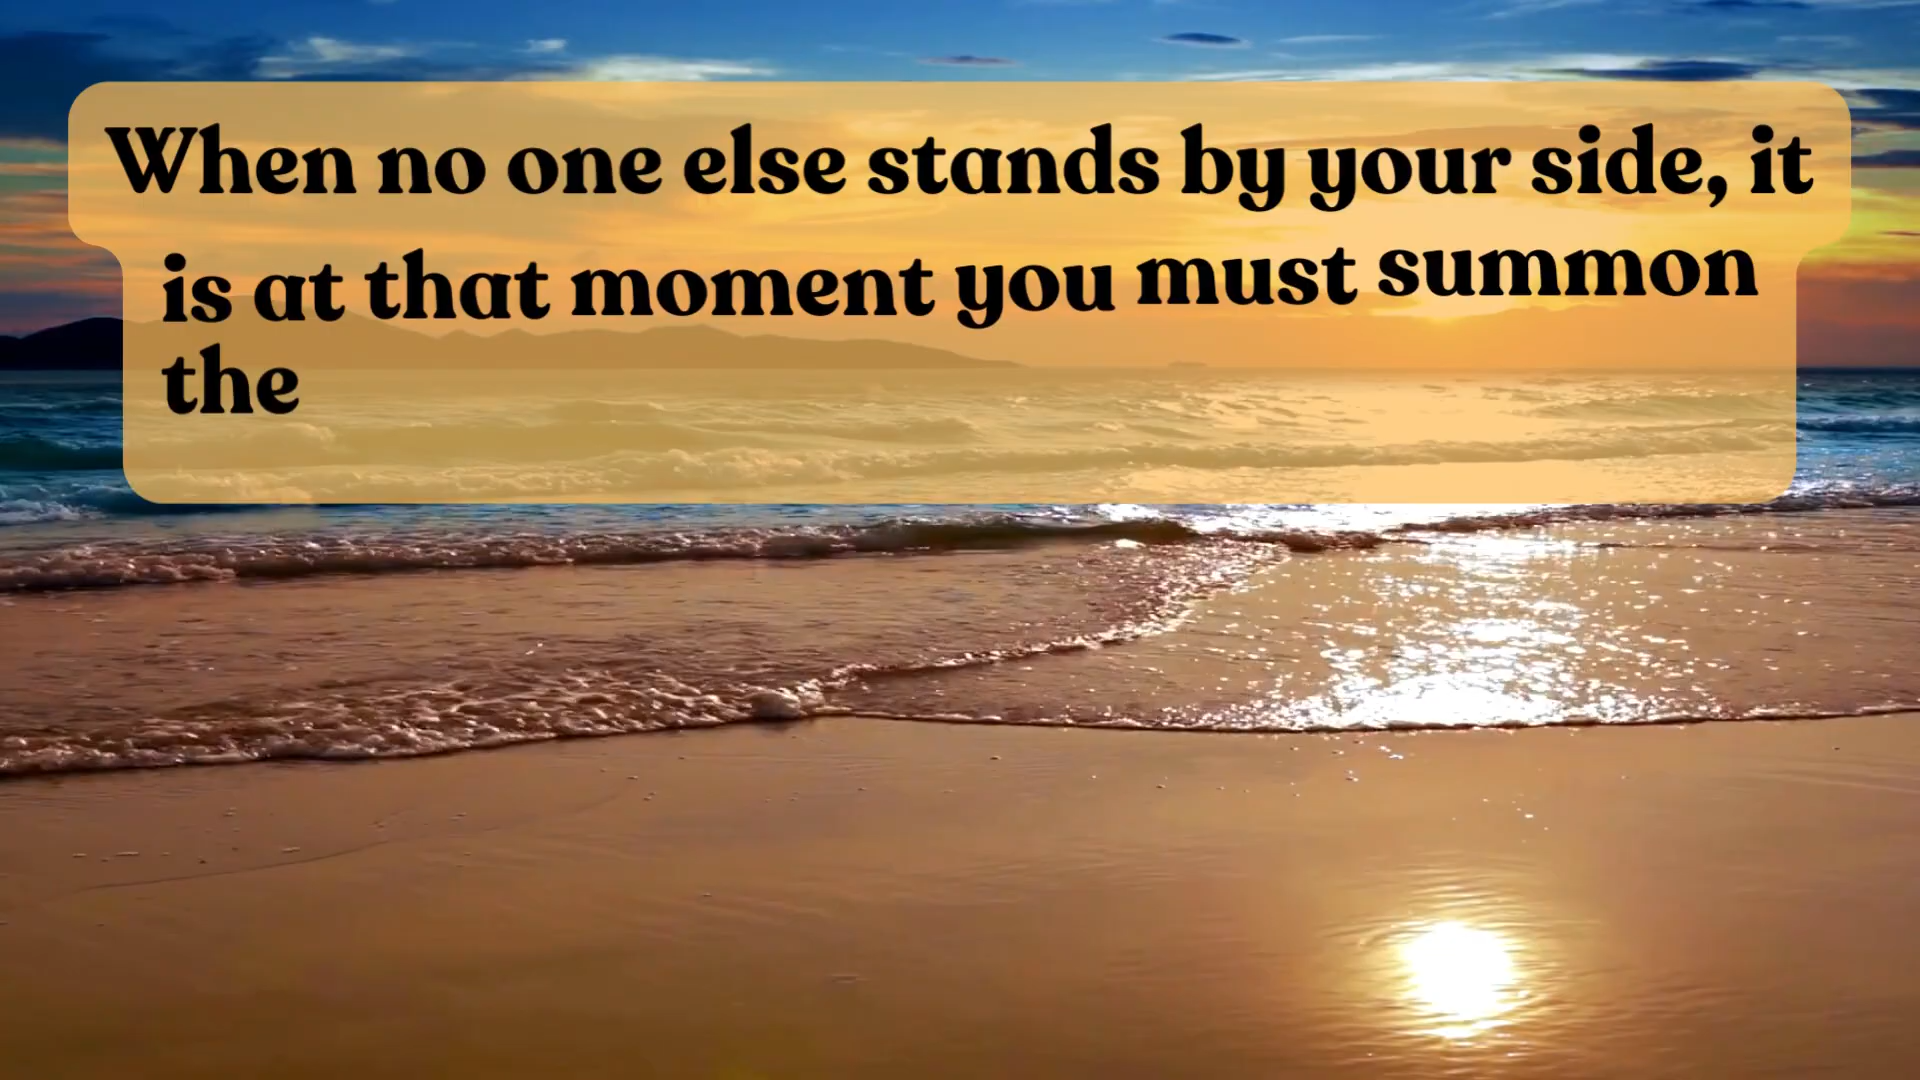 When no one else stands by your side, it
is at that moment you must summon
the